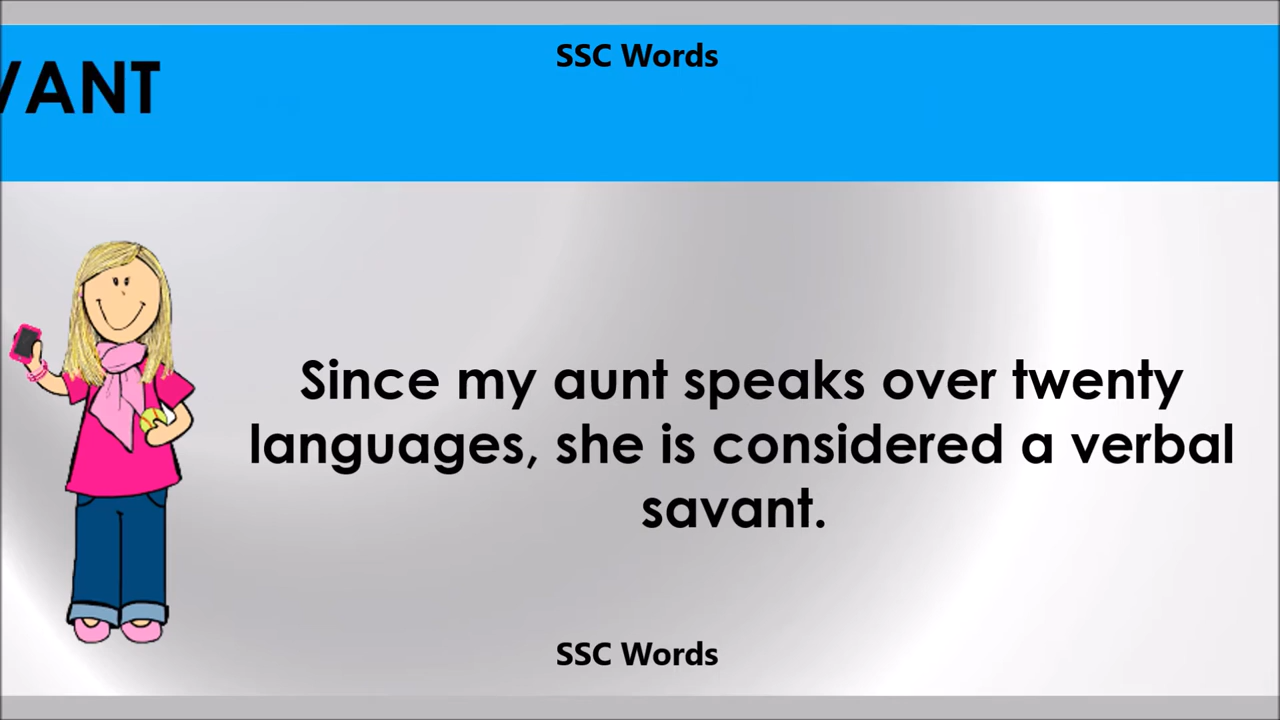 SSC Words
VANT
Since my aunt speaks over twenty
languages, she is considered a verbal
savant.
SSC Words